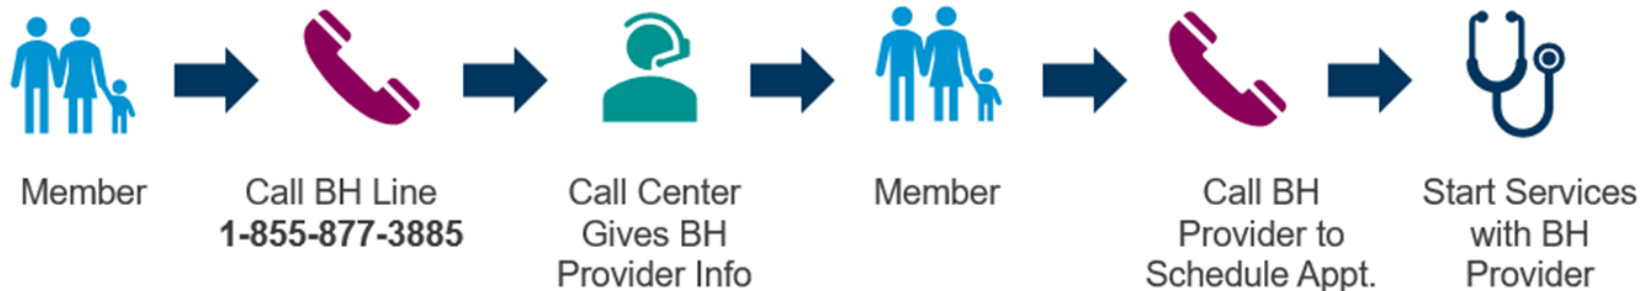 Member
Call BH Line
1-855-877-3885
Call Center
Gives BH
Provider Info
Member
Call BH
Provider to
Schedule Appt.
Start Services
with BH
Provider